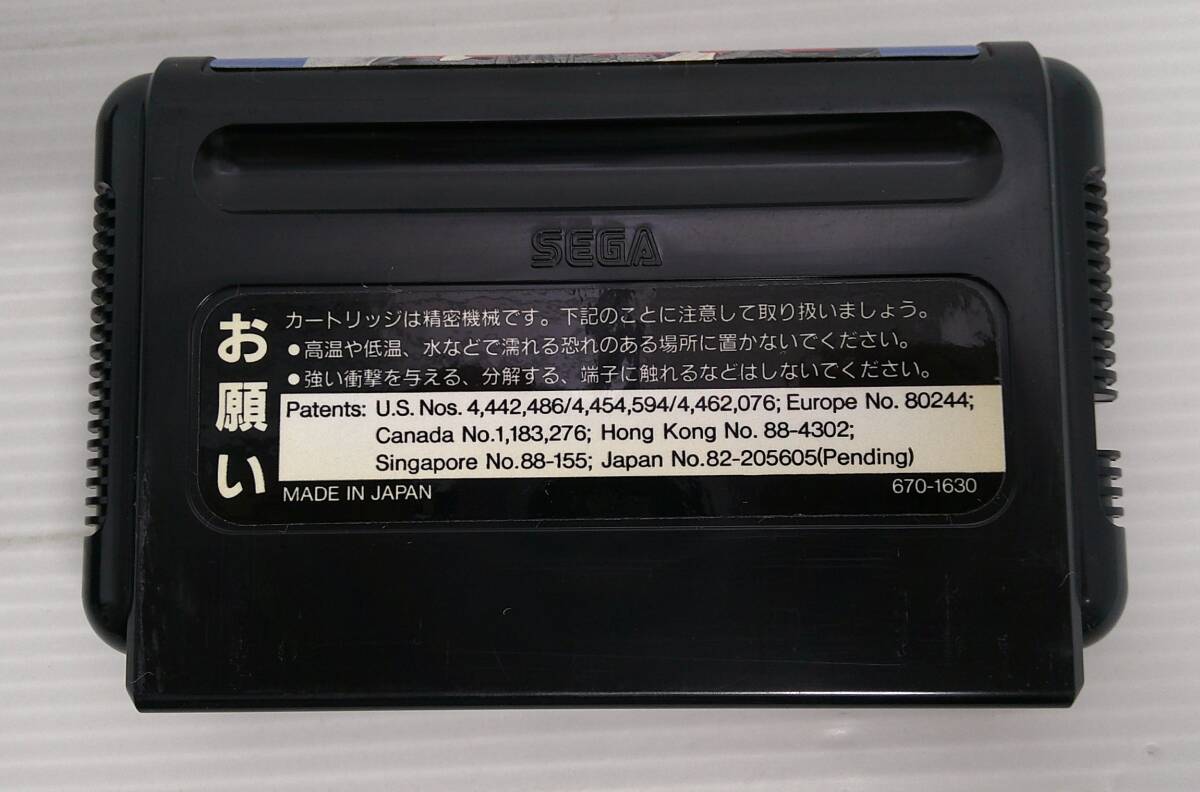 SEGA
お願い
カートリッジは精密機械です。下記のことに注意して取り扱いましょう。
●高温や低温、水などで濡れる恐れのある場所に置かないでください。
●強い衝撃を与える、分解する、端子に触れるなどはしないでください。
Patents: U.S. Nos. 4,442,486/4,454,594/4,462,076; Europe No. 80244;
Canada No.1,183,276; Hong Kong No. 88-4302;
Singapore No.88-155; Japan No.82-205605(Pending)
MADE IN JAPAN
670-1630